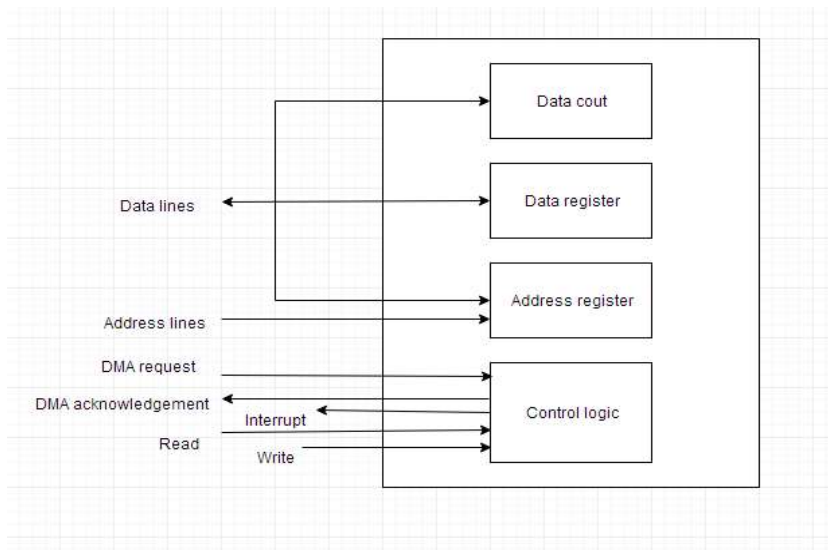 Data cout
Data lines
Data register
Address register
Address lines
DMA request
DMA acknowledgement
Interrupt
Control logic
Read
Write